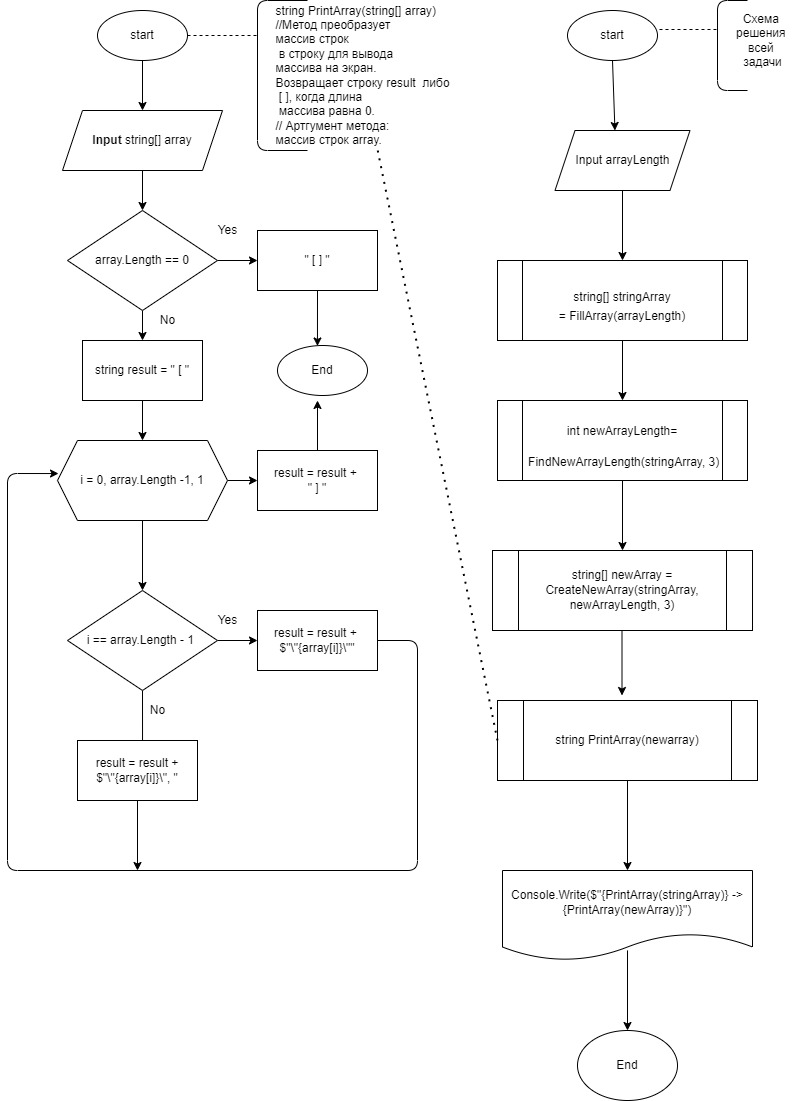 start
string PrintArray(string[] array)
//Метод преобразует
массив строк
в строку для вывода
массива на экран.
Возвращает строку result либо
[ ], когда длина
массива равна 0.
// Артгумент метода:
массив строк array.
Input string[] array
array.Length == 0
Yes
" [ ] "
No
End
string result = " [ "
i = 0, array.Length -1, 1
result = result +
" ] "
i == array.Length - 1
Yes
result = result +
$"\"{array[i]}\""
No
result = result +
$"\"{array[i]}\", "
start
Схема
решения
всей
задачи
Input arrayLength
string[] stringArray
= FillArray(arrayLength)
int newArrayLength=
FindNewArrayLength(stringArray, 3)
string[] newArray =
CreateNewArray(stringArray,
newArrayLength, 3)
string PrintArray(newarray)
Console.Write($"{PrintArray(stringArray)} ->
{PrintArray(newArray)}")
End